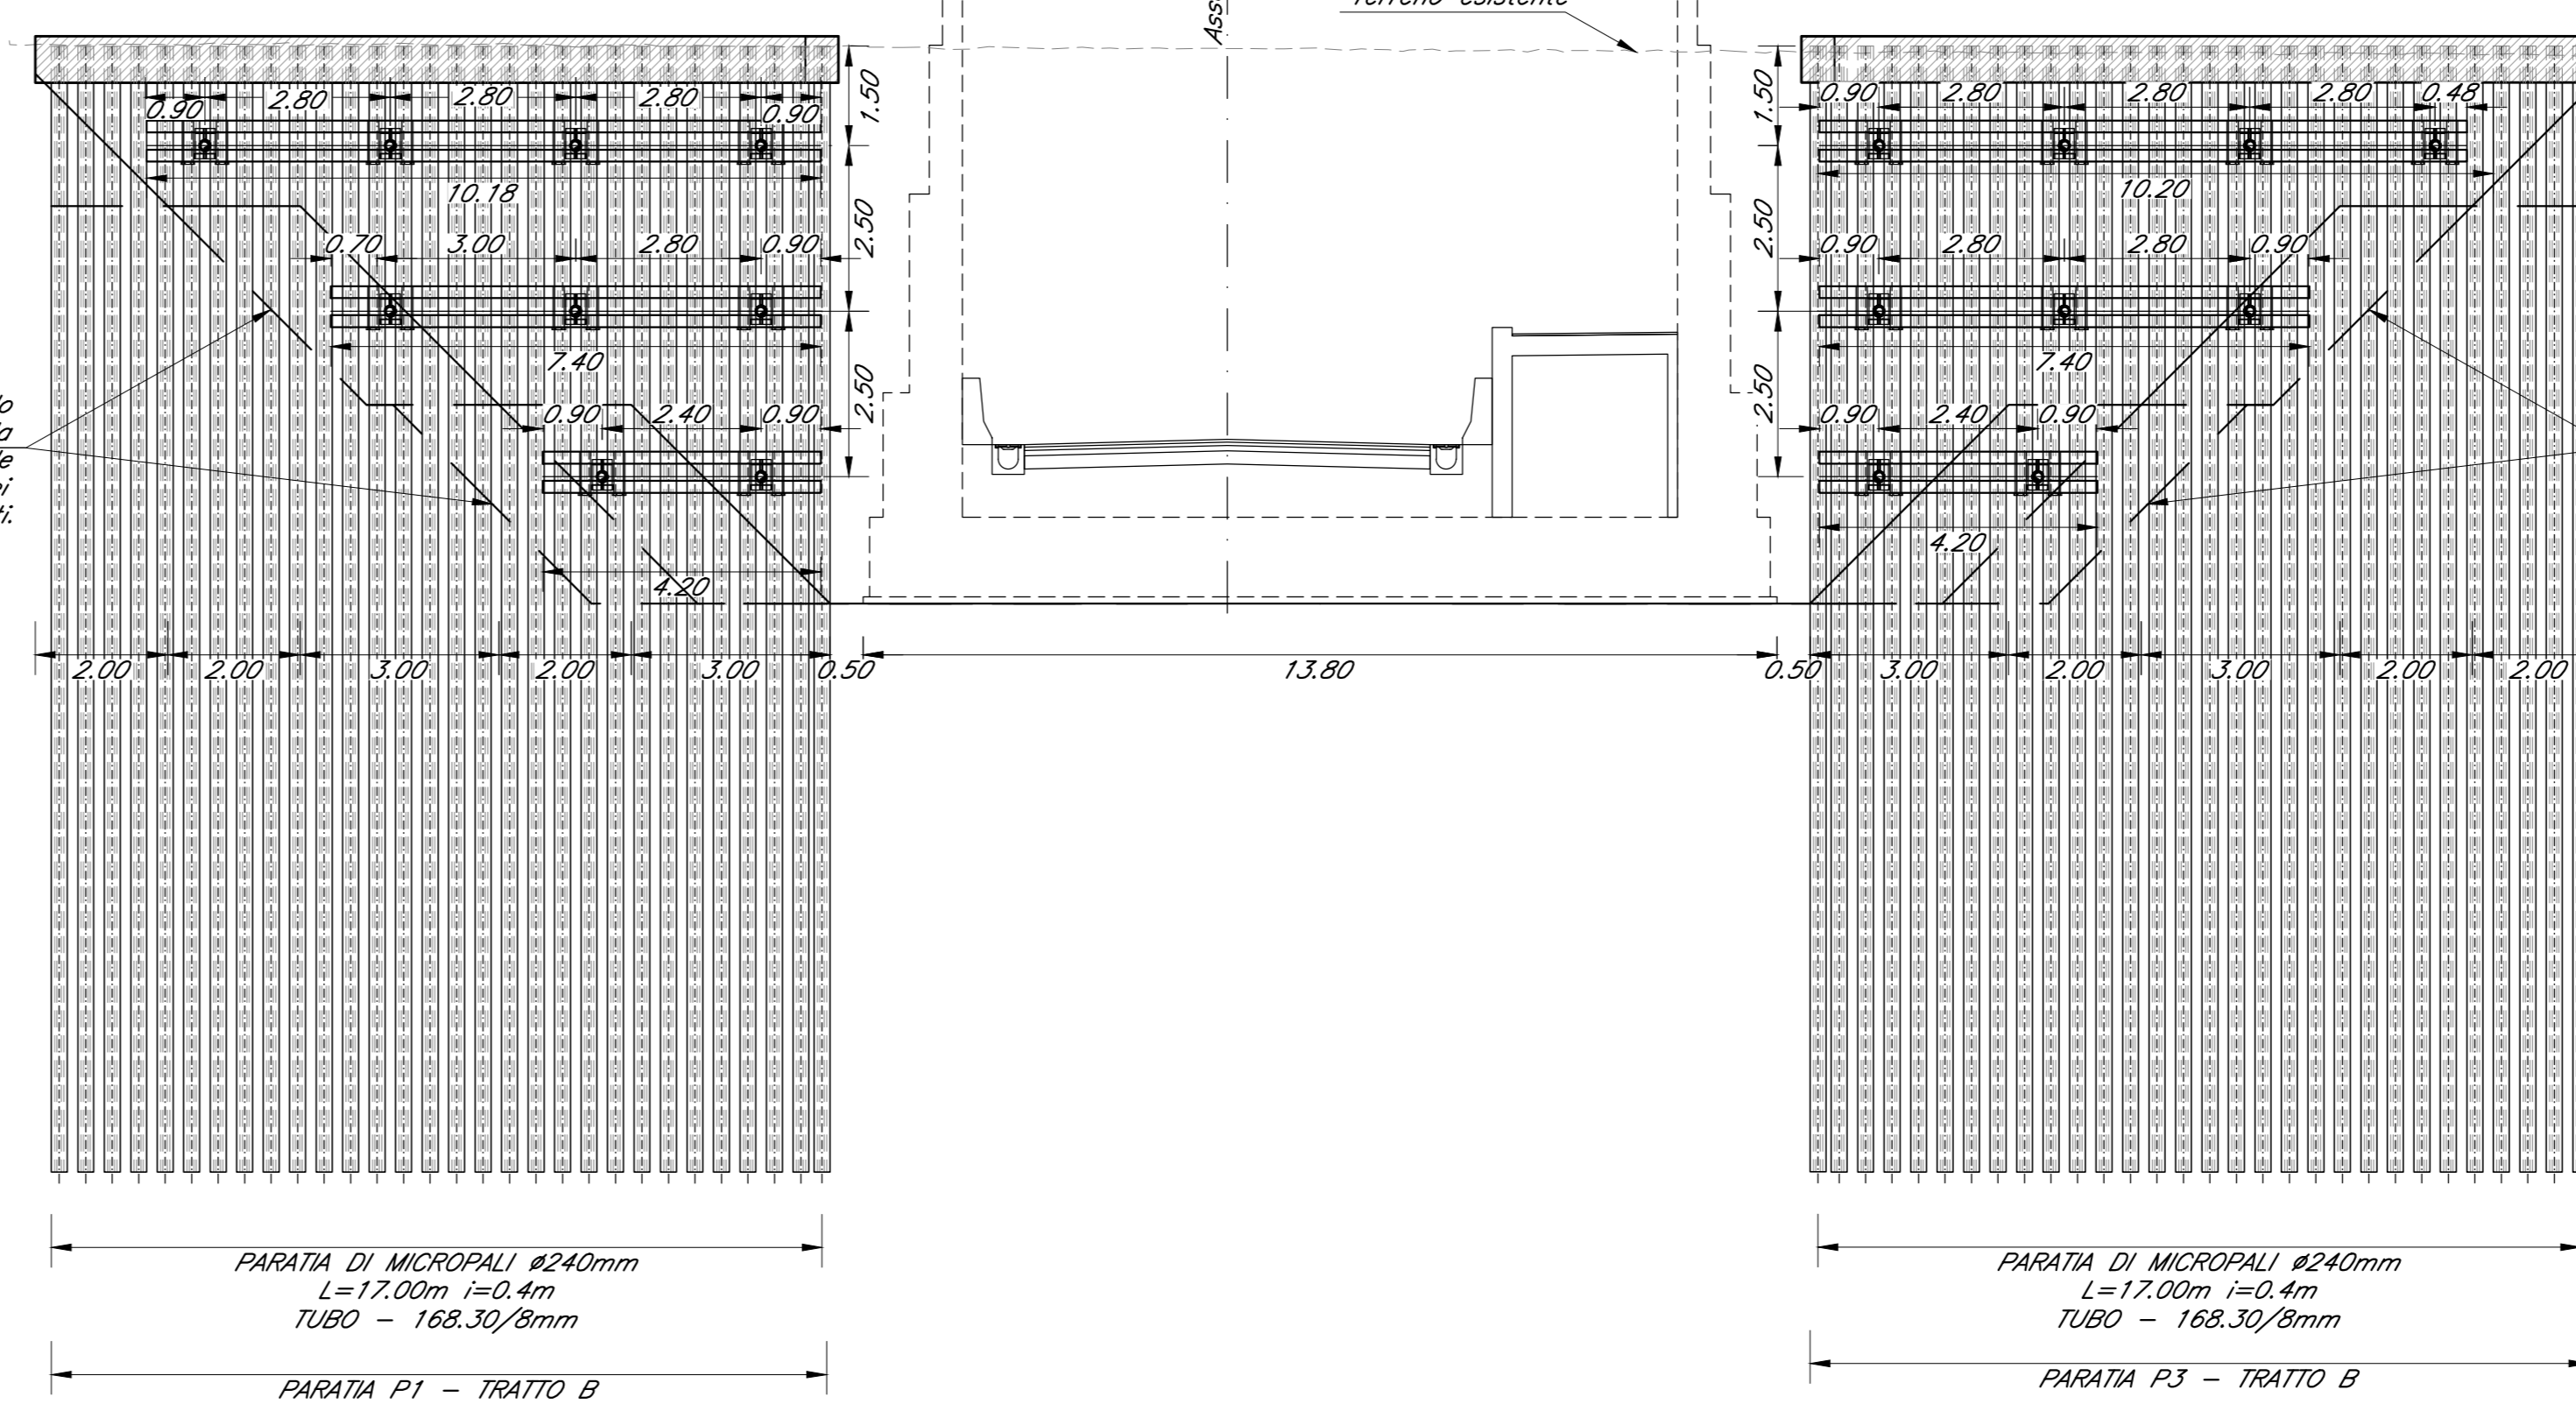 0.90 2.80 2.80 2.80 0.90
1.50
10.18
2.50
0.70 3.00 2.80 0.90
7.40
2.50
0.90 2.40 0.90
4.20
ti.
2.00 2.00 3.00 2.00 3.00 0.50 13.80 0.50 3.00 2.00 3.00 2.00 2.00
1.50
0.90 2.80 2.80 2.80 0.48
10.20
2.50
0.90 2.80 2.80 0.90
7.40
2.50
0.90 2.40 0.90
4.20
PARATIA DI MICROPALI ø240mm
L=17.00m i=0.4m
TUBO - 168.30/8mm
PARATIA P1 - TRATTO B
PARATIA DI MICROPALI ø240mm
L=17.00m i=0.4m
TUBO - 168.30/8mm
PARATIA P3 - TRATTO B